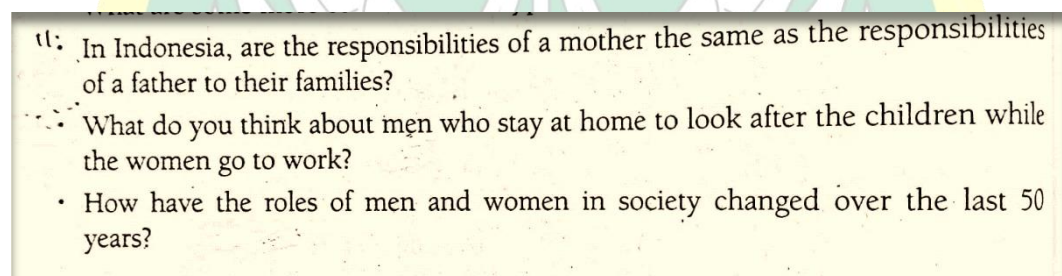 In Indonesia, are the responsibilities of a mother the same as the responsibilities
of a father to their families?
What do you think about men who stay at home to look after the children while
the women go to work?
· How have the roles of men and women in society changed over the last 50
years?